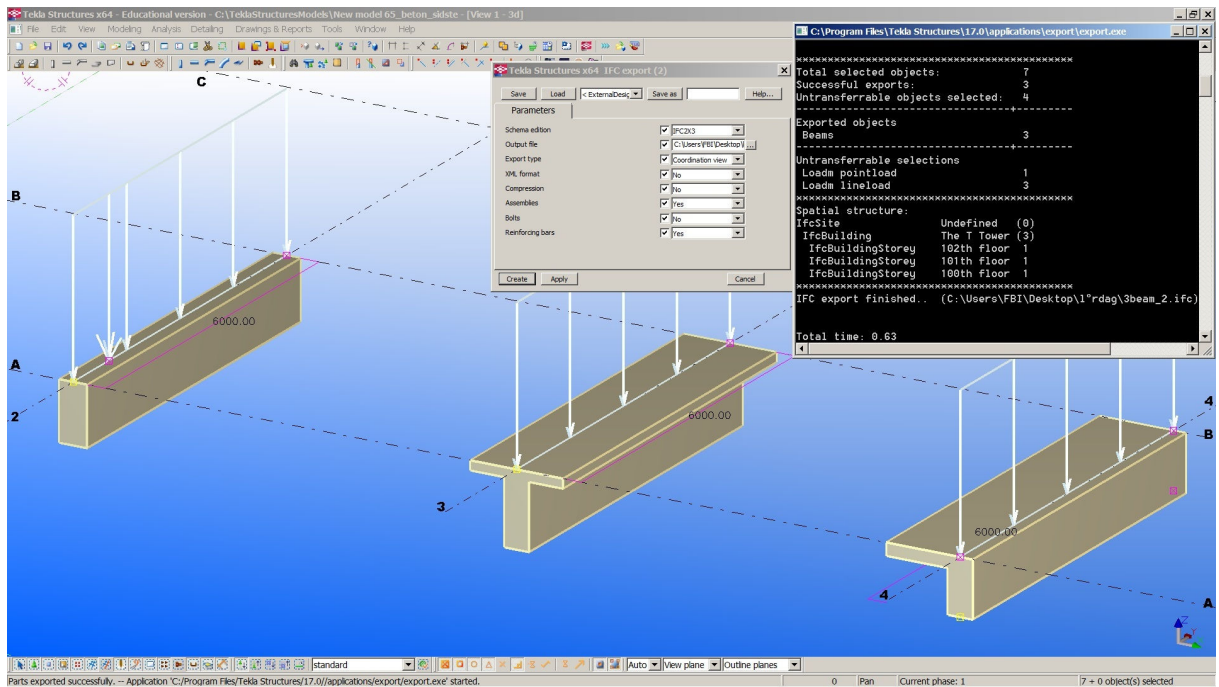 Tekla Structures x64 - Educational version - C:\TeklaStructuresModels\New model 65_beton_sidste - [View 1 - 3d]
File Edit View Modeling Analysis Detailing Drawings & Reports Tools Window Help
C:\Program Files\Tekla Structures\17.0\applications\export\export.exe
Total selected objects: 7
Successful exports: 3
Untransferrable objects selected: 4
Exported objects
Beams 3
Untransferrable selections
Loadm pointload 1
Loadm lineload 3
Spatial structure:
IfcSite Undefined (0)
IfcBuilding The T Tower (3)
IfcBuildingStorey 102th floor 1
IfcBuildingStorey 101th floor 1
IfcBuildingStorey 100th floor 1
IFC export finished.. (C:\Users\FBI\Desktop\l°rdag\3beam_2.ifc)
Total time: 0.63
Tekla Structures x64 IFC export (2)
Save Load < ExternalDesig Save as Help...
Parameters
Schema edition IFC2X3
Output file C:\Users\FBI\Desktop\l ...
Export type Coordination view
XML format No
Compression No
Assemblies Yes
Bolts No
Reinforcing bars Yes
Create Apply Cancel
C
B
A
2
6000.00
3
6000.00
4
B
6000.00
4
A
Z
standard
Auto View plane Outline planes
Parts exported successfully. -- Application 'C:/Program Files/Tekla Structures/17.0//applications/export/export.exe' started.
0 Pan Current phase: 1 7 + 0 object(s) selected